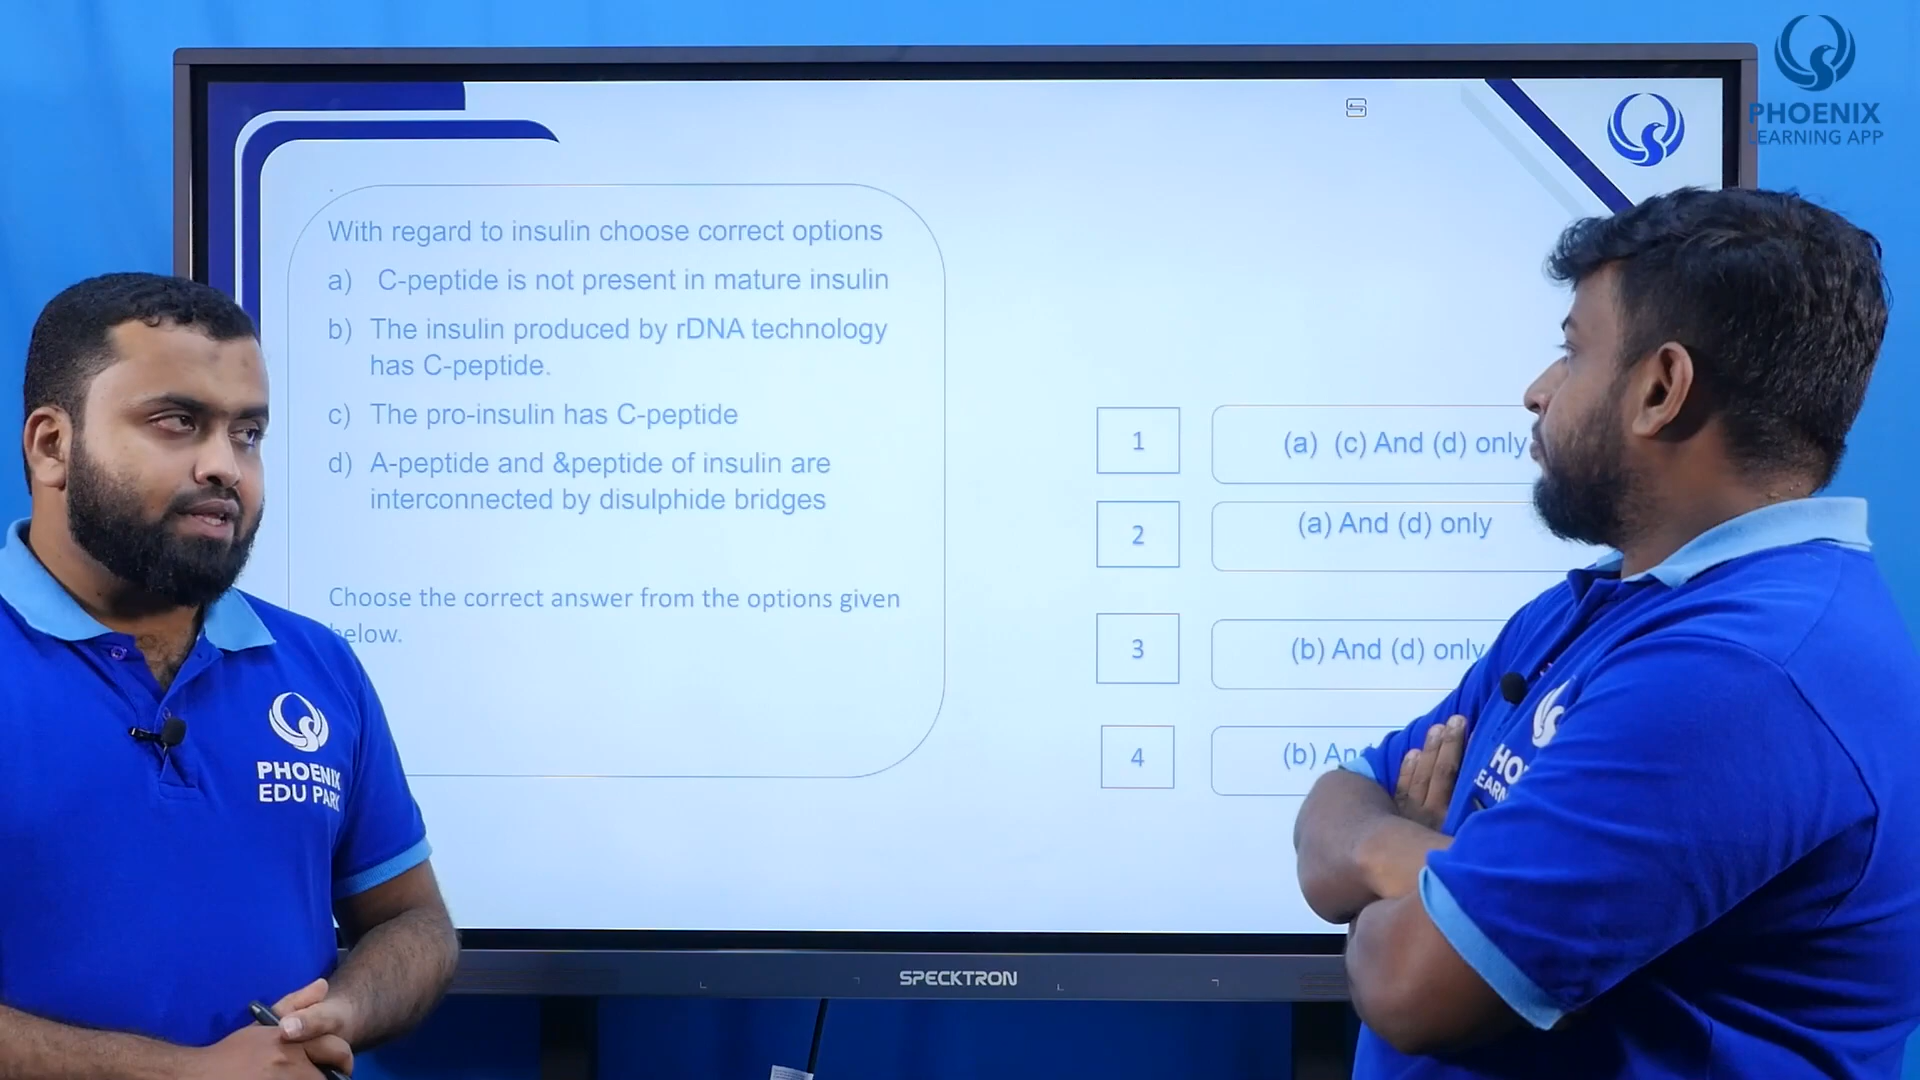 PHOENIX
LEARNING APP
With regard to insulin choose correct options
a) C-peptide is not present in mature insulin
b) The insulin produced by rDNA technology
has C-peptide.
c) The pro-insulin has C-peptide
d) A-peptide and &peptide of insulin are
interconnected by disulphide bridges
Choose the correct answer from the options given
below.
1 (a) (c) And (d) only
2 (a) And (d) only
3 (b) And (d) only
4 (b)
PHOENIX
EDU PARK
SPECKTRON